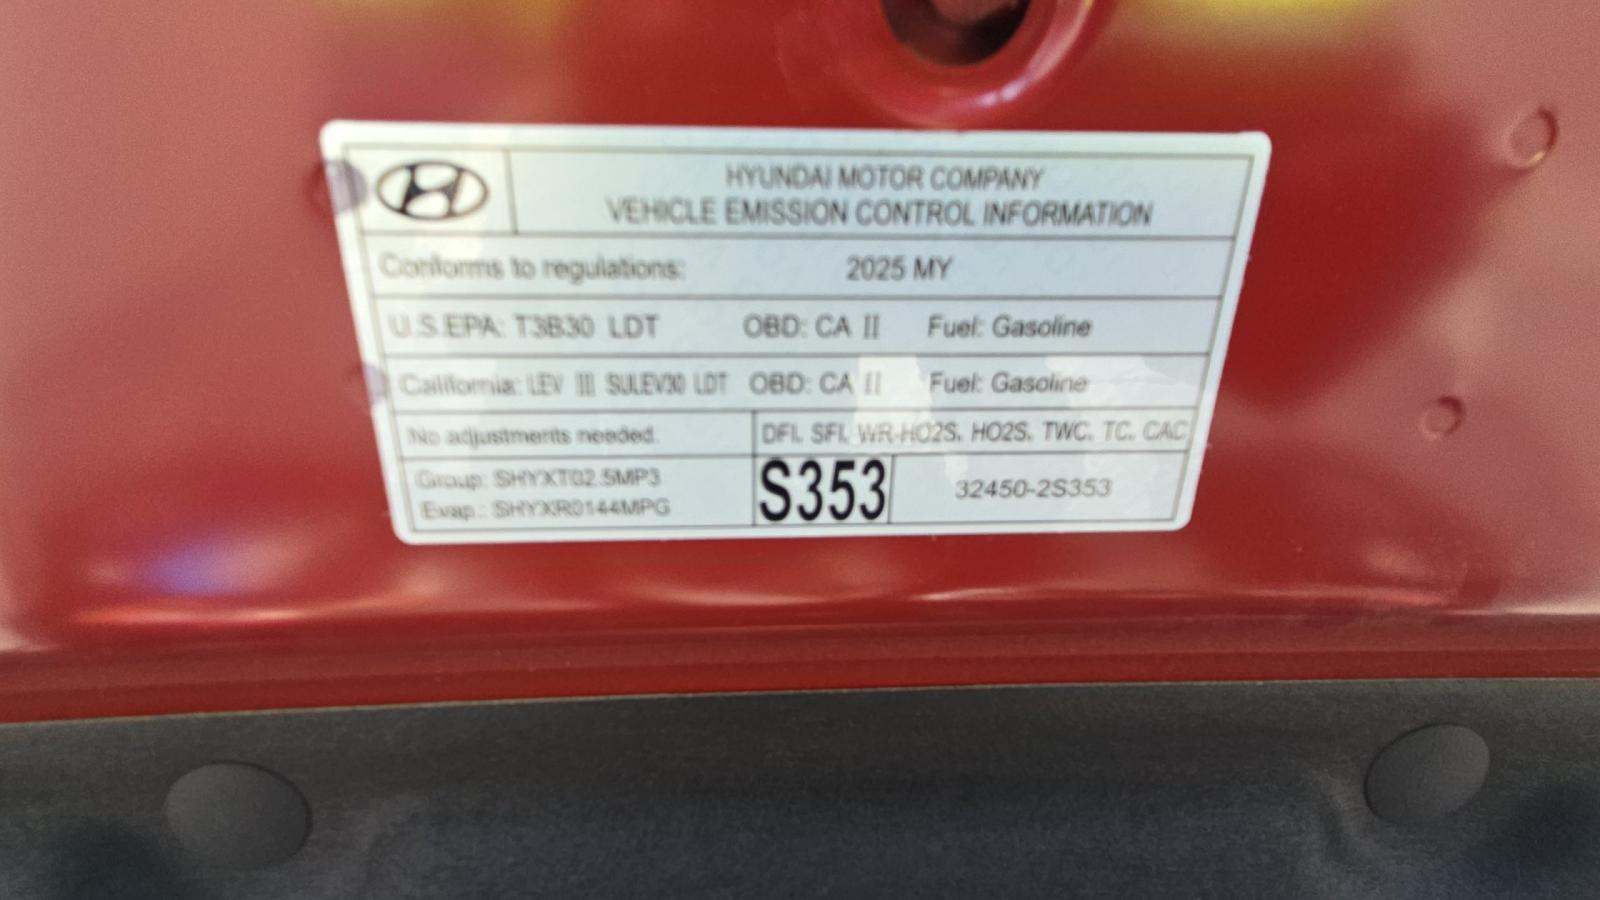 HYUNDAI MOTOR COMPANY
VEHICLE EMISSION CONTROL INFORMATION
Conforms to regulations: 2025 MY
U.S.EPA: T3B30 LDT OBD: CA II Fuel: Gasoline
California: LEV III SULEV30 LDT OBD: CA II Fuel: Gasoline
No adjustments needed. DFI, SFI, WR-HO2S, HO2S, TWC, TC, CAC
Group: SHYXT02.5MP3
Evap.: SHYXR0144MPG
S353 32450-2S353